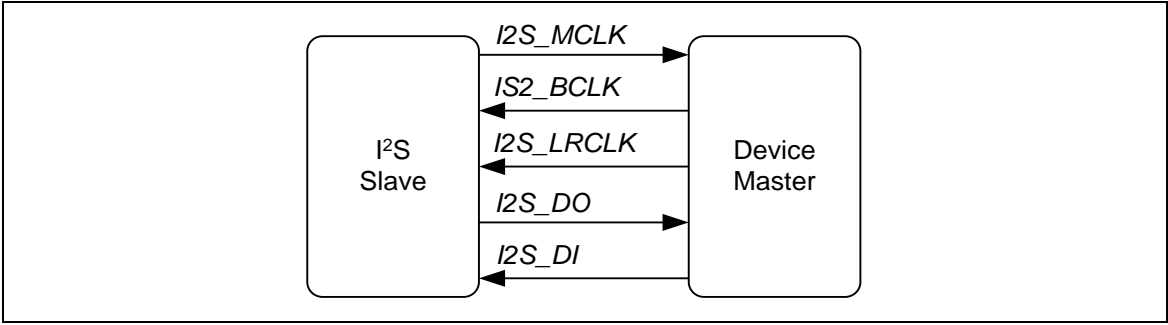 I2S_MCLK
IS2_BCLK
I2S_LRCLK
I2S_DO
I2S_DI
I²S
Slave
Device
Master